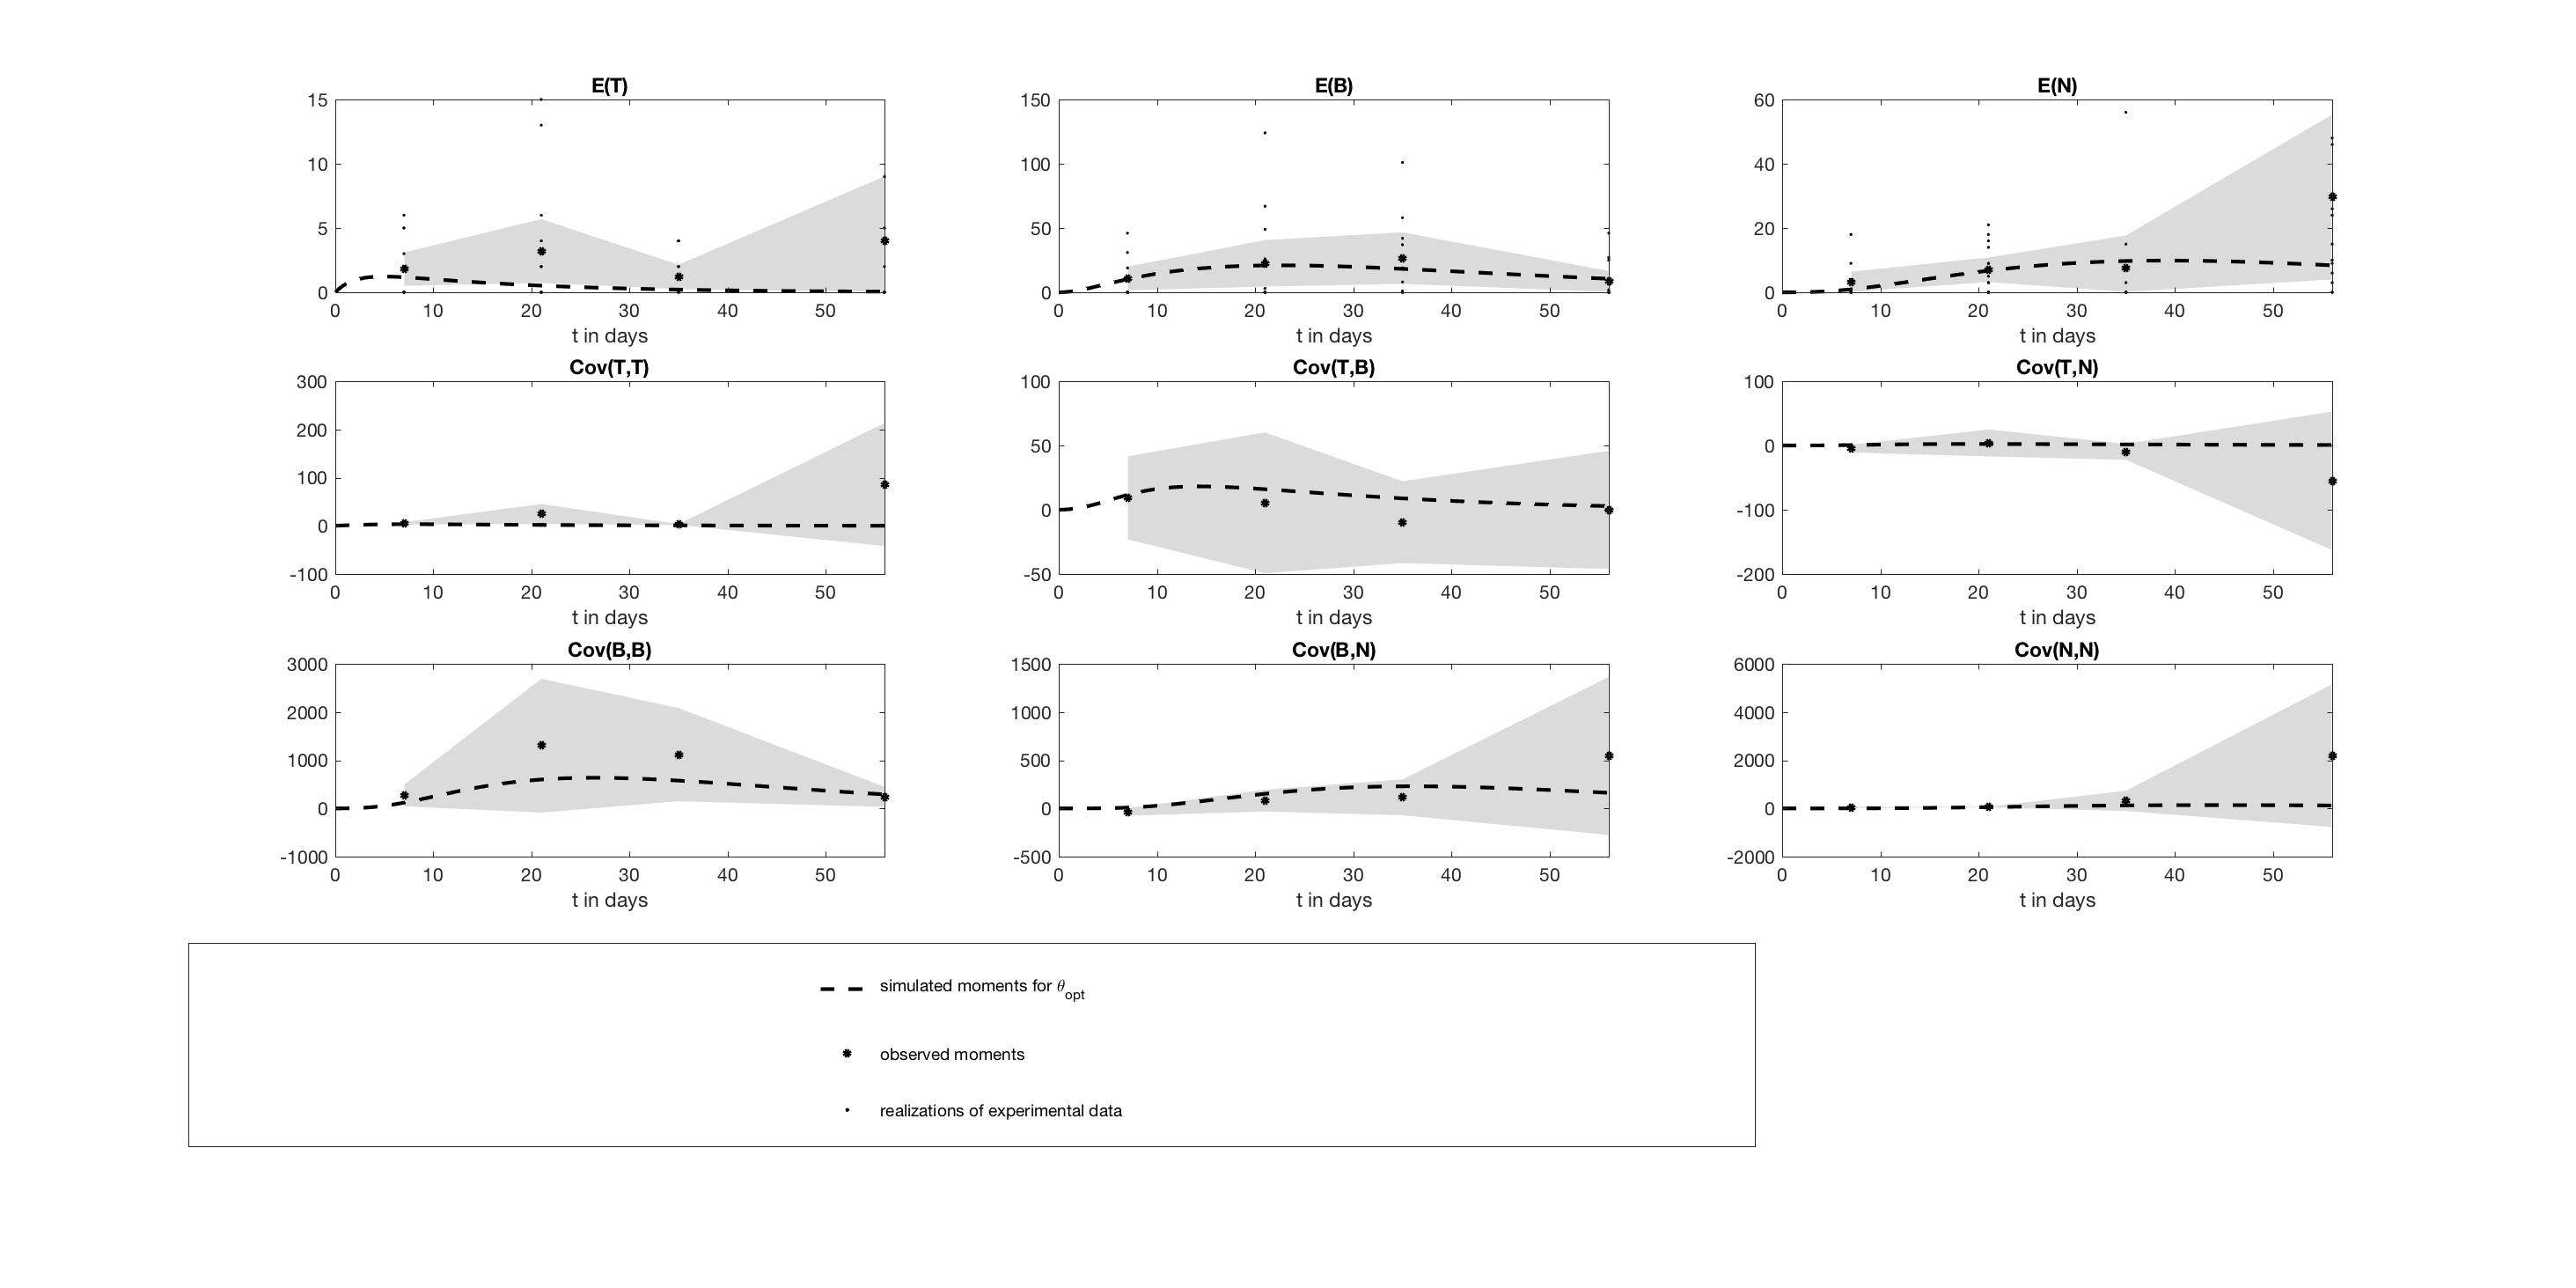 E(T)
15
10
5
0
0 10 20 30 40 50
t in days
E(B)
150
100
50
0
0 10 20 30 40 50
t in days
E(N)
60
40
20
0
0 10 20 30 40 50
t in days
Cov(T,T)
300
200
100
0
-100
0 10 20 30 40 50
t in days
Cov(T,B)
100
50
0
-50
0 10 20 30 40 50
t in days
Cov(T,N)
100
0
-100
-200
0 10 20 30 40 50
t in days
Cov(B,B)
3000
2000
1000
0
-1000
0 10 20 30 40 50
t in days
Cov(B,N)
1500
1000
500
0
-500
0 10 20 30 40 50
t in days
Cov(N,N)
6000
4000
2000
0
-2000
0 10 20 30 40 50
t in days
simulated moments for θopt
observed moments
realizations of experimental data